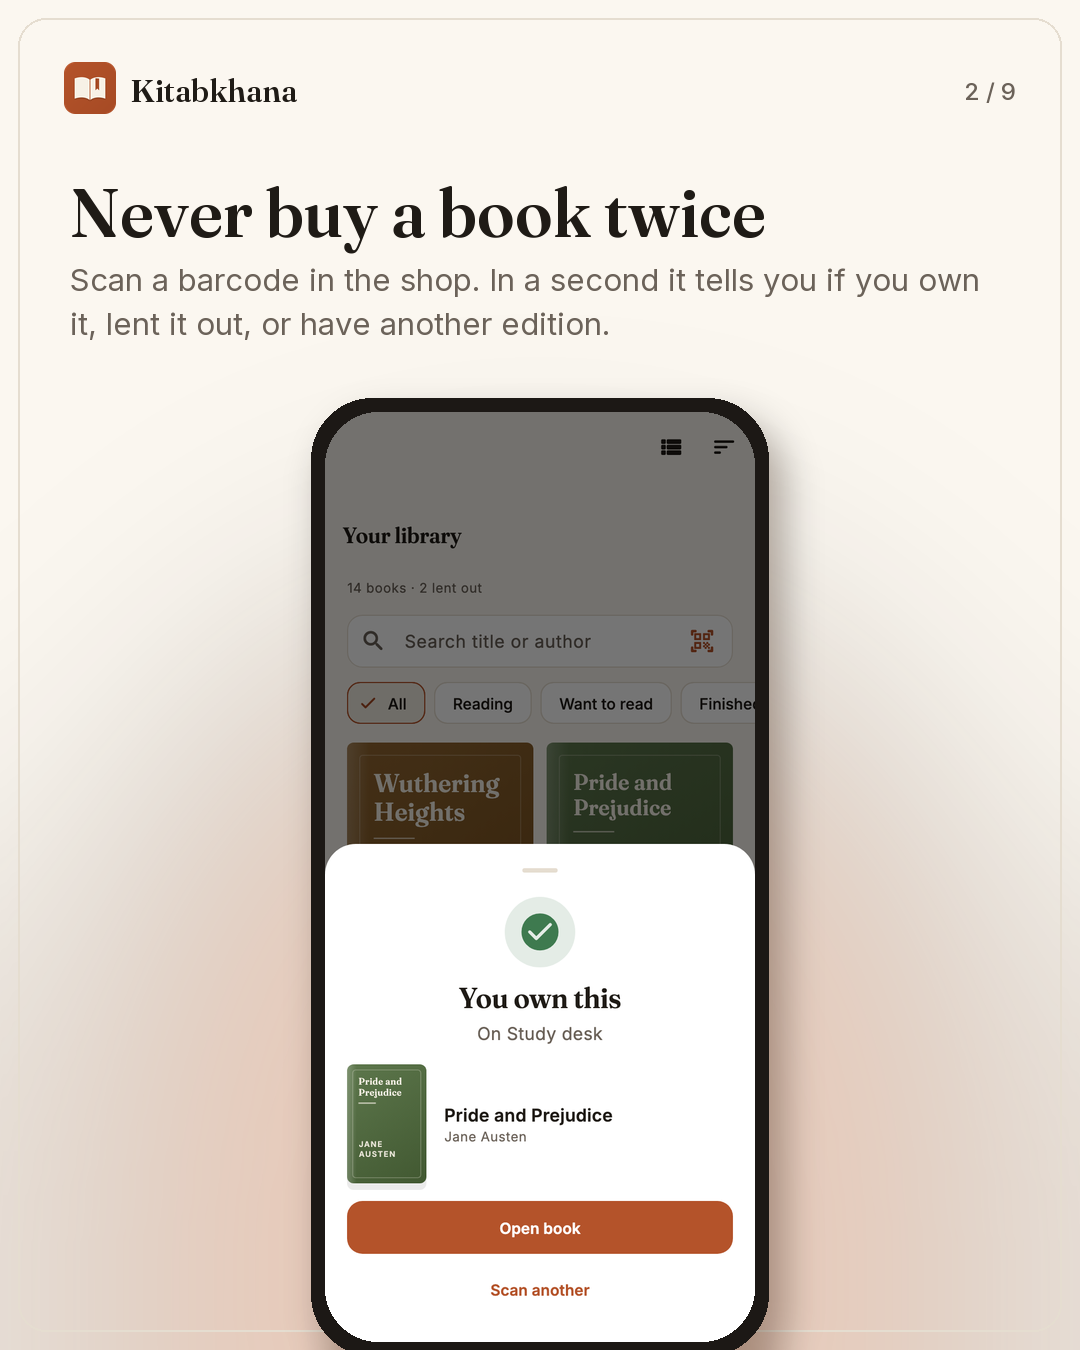 Kitabkhana
2 / 9
Never buy a book twice
Scan a barcode in the shop. In a second it tells you if you own
it, lent it out, or have another edition.
Your library
14 books · 2 lent out
Search title or author
All
Reading
Want to read
Finishe
Wuthering
Heights
Pride and
Prejudice
You own this
On Study desk
Pride and
Prejudice
JANE
AUSTEN
Pride and Prejudice
Jane Austen
Open book
Scan another